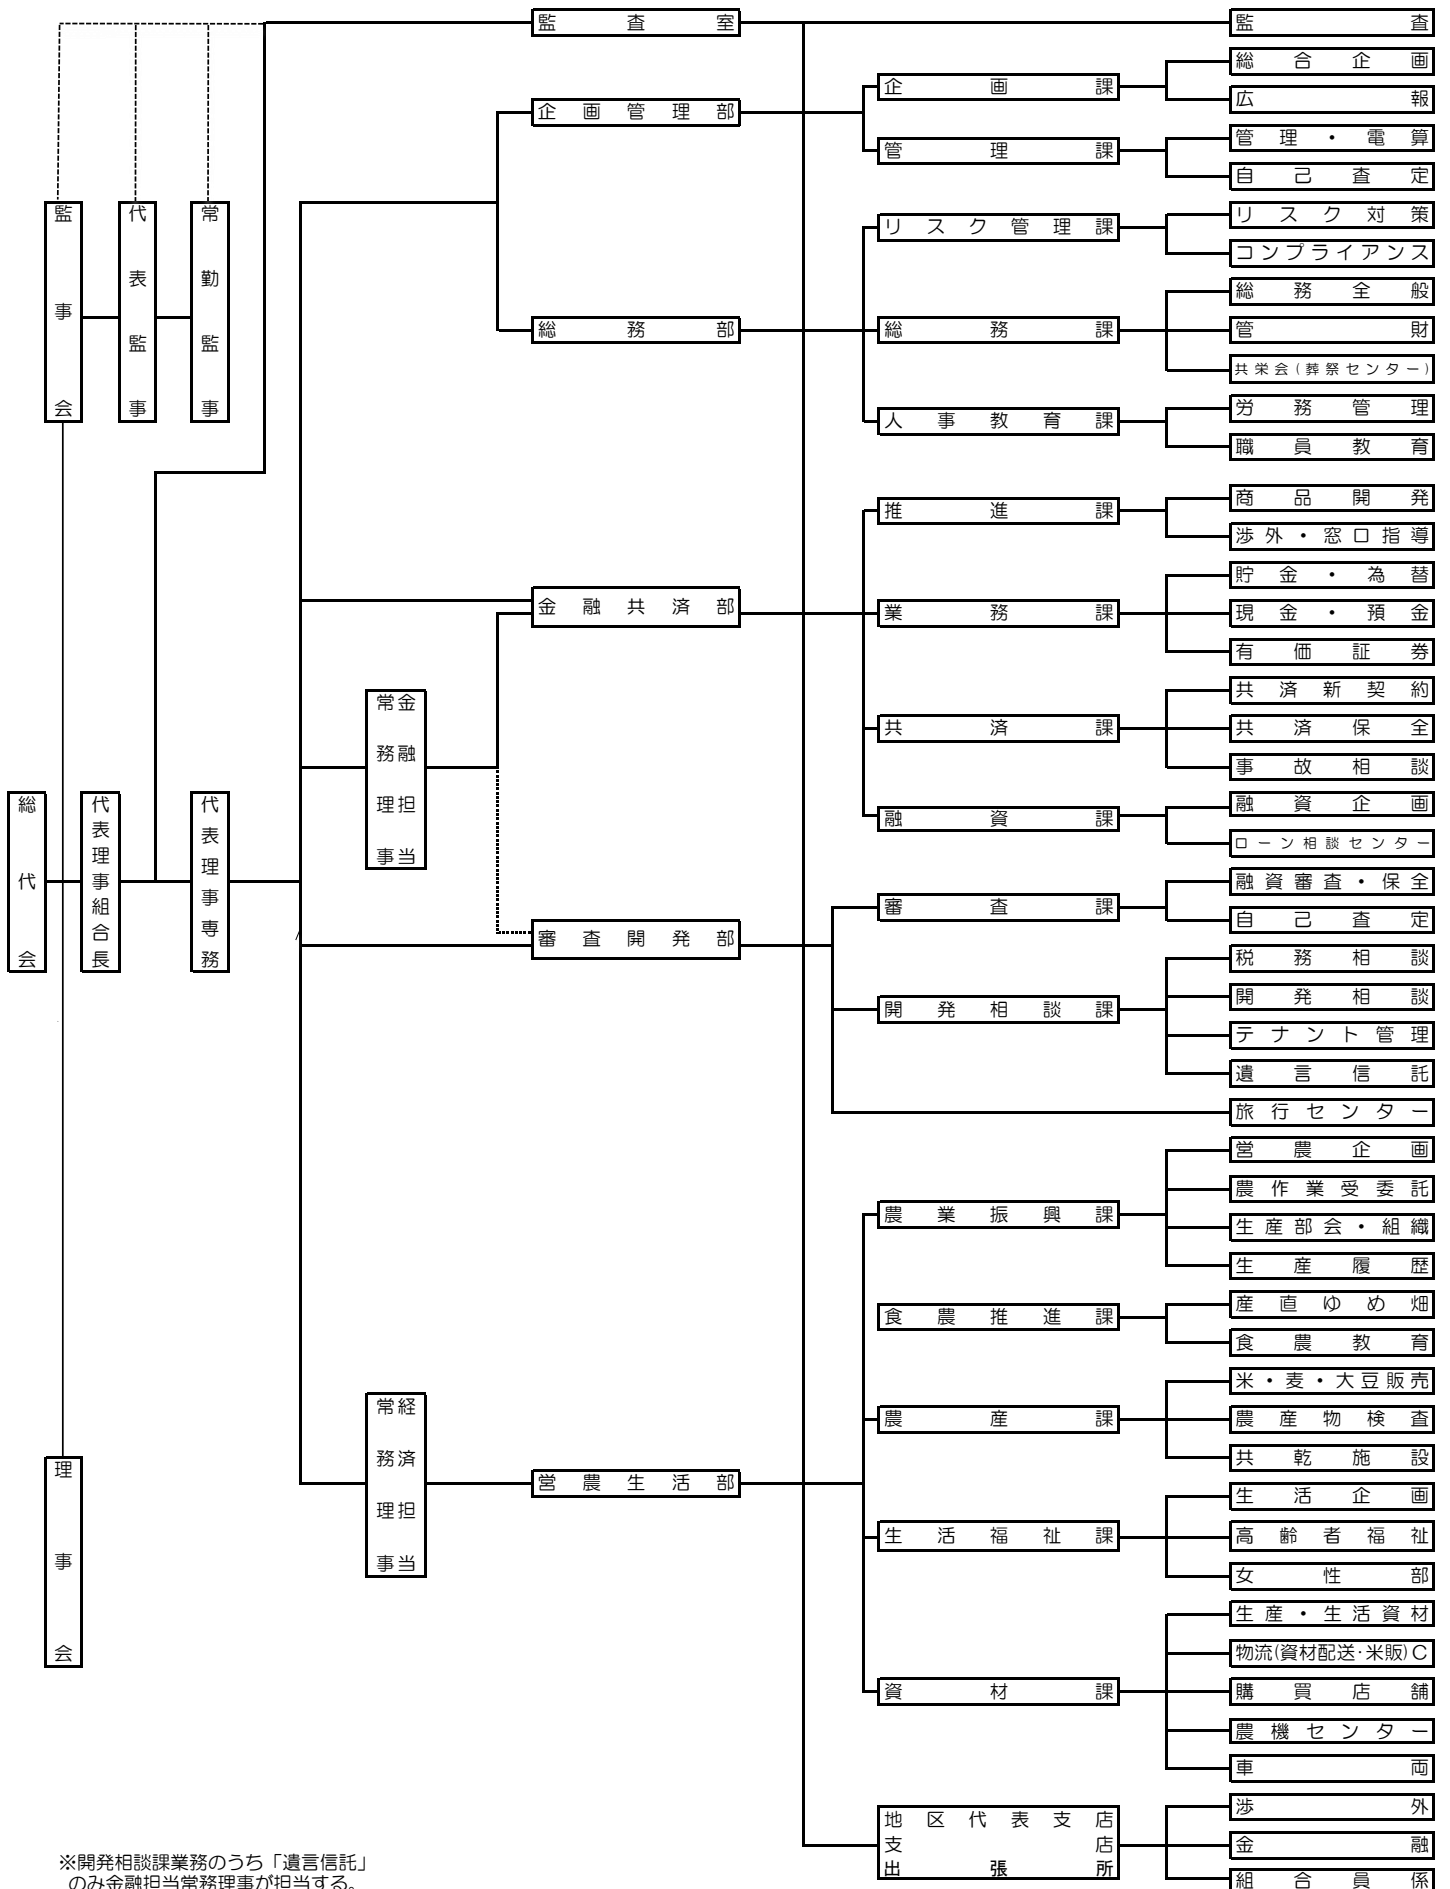 監査室
監査
総合企画
企画課
広報
企画管理部
管理・電算
管理課
自己査定
監事会
代表監事
常勤監事
リスク対策
リスク管理課
コンプライアンス
総務全般
総務部
総務課
管財
共栄会(葬祭センター)
労務管理
人事教育課
職員教育
商品開発
推進課
渉外・窓口指導
貯金・為替
金融共済部
業務課
現金・預金
有価証券
共済新契約
金融担当
常務理事
共済課
共済保全
事故相談
総代会
代表理事組合長
代表理事専務
融資企画
融資課
ローン相談センター
融資審査・保全
審査課
自己査定
審査開発部
税務相談
開発相談
開発相談課
テナント管理
遺言信託
旅行センター
営農企画
農作業受委託
農業振興課
生産部会・組織
生産履歴
産直ゆめ畑
食農推進課
食農教育
米・麦・大豆販売
経済担当
常務理事
農産課
農産物検査
共乾施設
理事会
営農生活部
生活企画
生活福祉課
高齢者福祉
女性部
生産・生活資材
物流(資材配送・米販)C
資材課
購買店舗
農機センター
車両
地区代表支店
支店
出張所
渉外
金融
組合員係
※開発相談課業務のうち「遺言信託」
のみ金融担当常務理事が担当する。